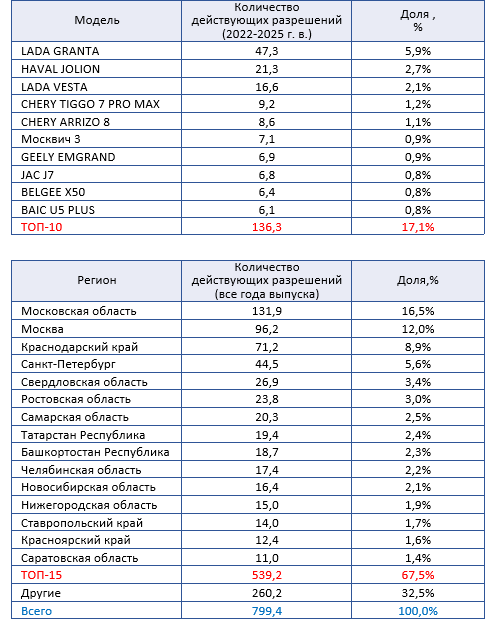 Модель Количество действующих разрешений (2022-2025 г. в.) Доля , %
LADA GRANTA 47,3 5,9%
HAVAL JOLION 21,3 2,7%
LADA VESTA 16,6 2,1%
CHERY TIGGO 7 PRO MAX 9,2 1,2%
CHERY ARRIZO 8 8,6 1,1%
Москвич 3 7,1 0,9%
GEELY EMGRAND 6,9 0,9%
JAC J7 6,8 0,8%
BELGEE X50 6,4 0,8%
BAIC U5 PLUS 6,1 0,8%
ТОП-10 136,3 17,1%
Регион Количество действующих разрешений (все года выпуска) Доля,%
Московская область 131,9 16,5%
Москва 96,2 12,0%
Краснодарский край 71,2 8,9%
Санкт-Петербург 44,5 5,6%
Свердловская область 26,9 3,4%
Ростовская область 23,8 3,0%
Самарская область 20,3 2,5%
Татарстан Республика 19,4 2,4%
Башкортостан Республика 18,7 2,3%
Челябинская область 17,4 2,2%
Новосибирская область 16,4 2,1%
Нижегородская область 15,0 1,9%
Ставропольский край 14,0 1,7%
Красноярский край 12,4 1,6%
Саратовская область 11,0 1,4%
ТОП-15 539,2 67,5%
Другие 260,2 32,5%
Всего 799,4 100,0%